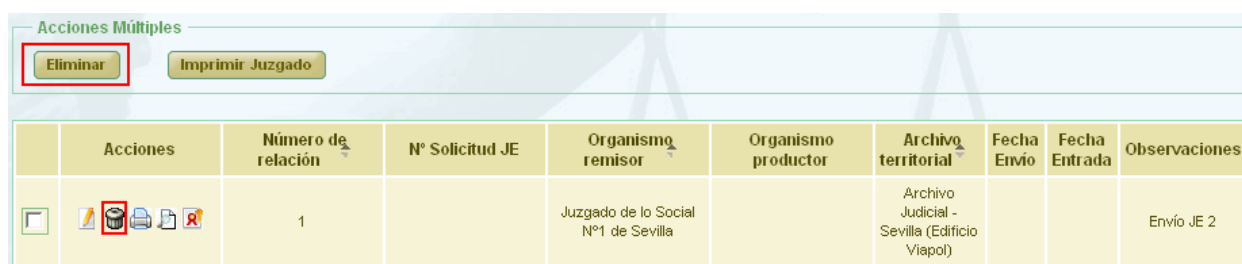 Acciones Múltiples
Eliminar Imprimir Juzgado
Acciones Número de relación Nº Solicitud JE Organismo remisor Organismo productor Archivo territorial Fecha Envío Fecha Entrada Observaciones
1 Juzgado de lo Social Nº1 de Sevilla Archivo Judicial - Sevilla (Edificio Viapol) Envío JE 2